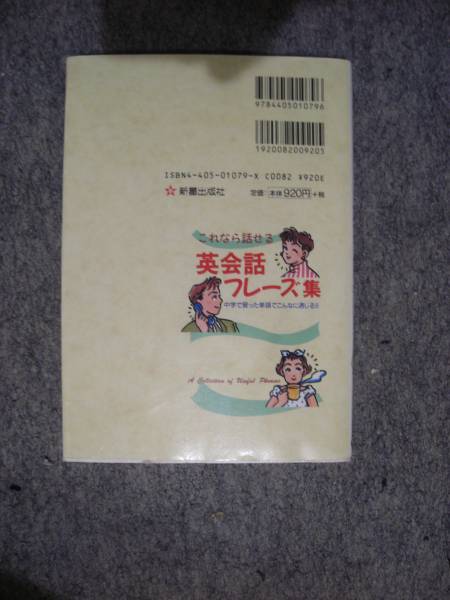 9784405010796
1920082009205
ISBN4-405-01079-X C0082 ¥920E
新星出版社
定価 本体920円+税
これなら話せる
英会話
フレーズ集
中学で習った単語でこんなに通じる!!
A Collection of Useful Phrases